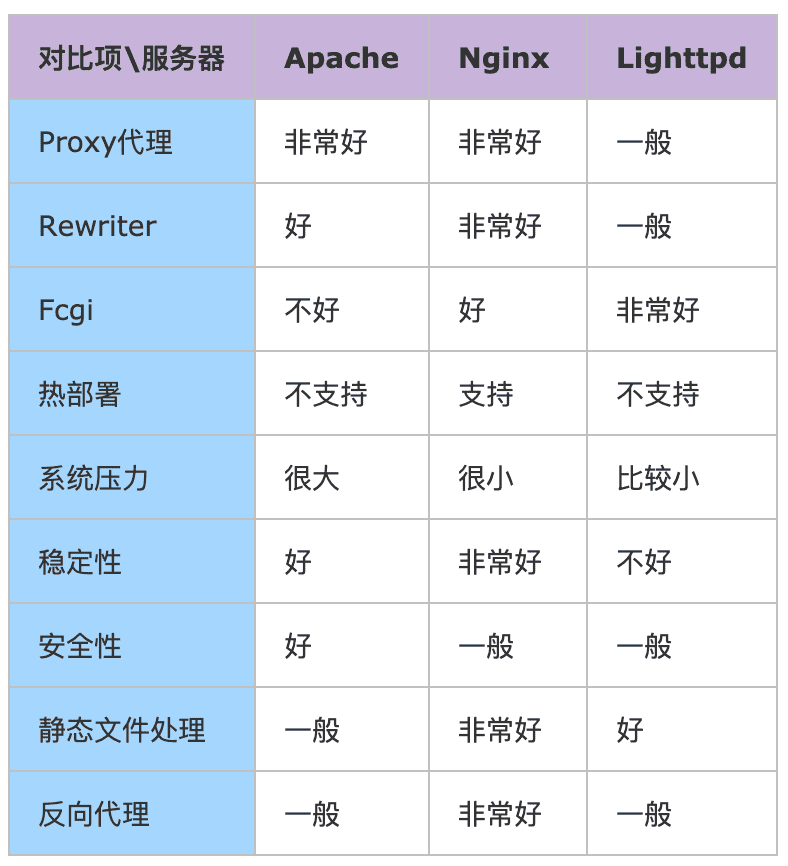 对比项\服务器 Apache Nginx Lighttpd
Proxy代理 非常好 非常好 一般
Rewriter 好 非常好 一般
Fcgi 不好 好 非常好
热部署 不支持 支持 不支持
系统压力 很大 很小 比较小
稳定性 好 非常好 不好
安全性 好 一般 一般
静态文件处理 一般 非常好 好
反向代理 一般 非常好 一般